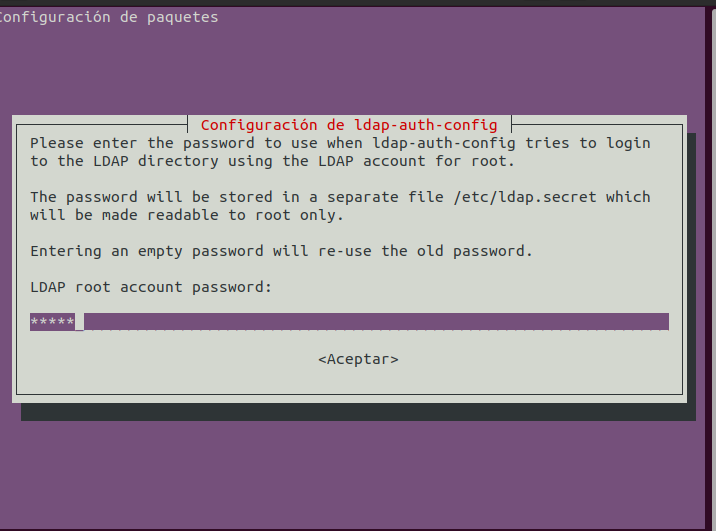 Configuración de paquetes
Configuración de ldap-auth-config
Please enter the password to use when ldap-auth-config tries to login
to the LDAP directory using the LDAP account for root.
The password will be stored in a separate file /etc/ldap.secret which
will be made readable to root only.
Entering an empty password will re-use the old password.
LDAP root account password:
*****
<Aceptar>